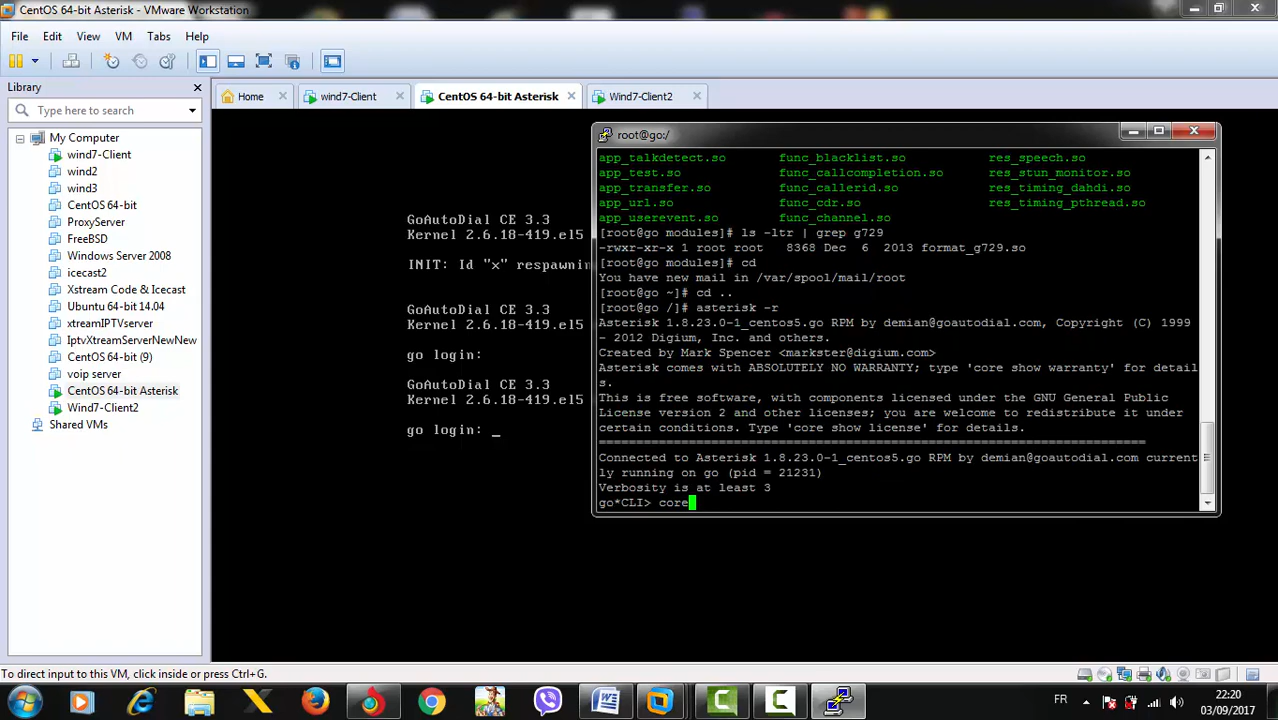 CentOS 64-bit Asterisk - VMware Workstation
File Edit View VM Tabs Help
Library
Type here to search
My Computer
wind7-Client
wind2
wind3
CentOS 64-bit
ProxyServer
FreeBSD
Windows Server 2008
icecast2
Xstream Code & Icecast
Ubuntu 64-bit 14.04
xtreamIPTVserver
IptvXtreamServerNewNew
CentOS 64-bit (9)
voip server
CentOS 64-bit Asterisk
Wind7-Client2
Shared VMs
Home wind7-Client CentOS 64-bit Asterisk Wind7-Client2
GoAutoDial CE 3.3
Kernel 2.6.18-419.el5
INIT: Id "x" respawnin
GoAutoDial CE 3.3
Kernel 2.6.18-419.el5
go login:
GoAutoDial CE 3.3
Kernel 2.6.18-419.el5
go login: _
root@go:/
app_talkdetect.so func_blacklist.so res_speech.so
app_test.so func_callcompletion.so res_stun_monitor.so
app_transfer.so func_callerid.so res_timing_dahdi.so
app_url.so func_cdr.so res_timing_pthread.so
app_userevent.so func_channel.so
[root@go modules]# ls -ltr | grep g729
-rwxr-xr-x 1 root root 8368 Dec 6 2013 format_g729.so
[root@go modules]# cd
You have new mail in /var/spool/mail/root
[root@go ~]# cd ..
[root@go /]# asterisk -r
Asterisk 1.8.23.0-1_centos5.go RPM by demian@goautodial.com, Copyright (C) 1999
- 2012 Digium, Inc. and others.
Created by Mark Spencer <markster@digium.com>
Asterisk comes with ABSOLUTELY NO WARRANTY; type 'core show warranty' for detail
s.
This is free software, with components licensed under the GNU General Public
License version 2 and other licenses; you are welcome to redistribute it under
certain conditions. Type 'core show license' for details.
=========================================================================
Connected to Asterisk 1.8.23.0-1_centos5.go RPM by demian@goautodial.com current
ly running on go (pid = 21231)
Verbosity is at least 3
go*CLI> core
To direct input to this VM, click inside or press Ctrl+G.
FR
22:20
03/09/2017